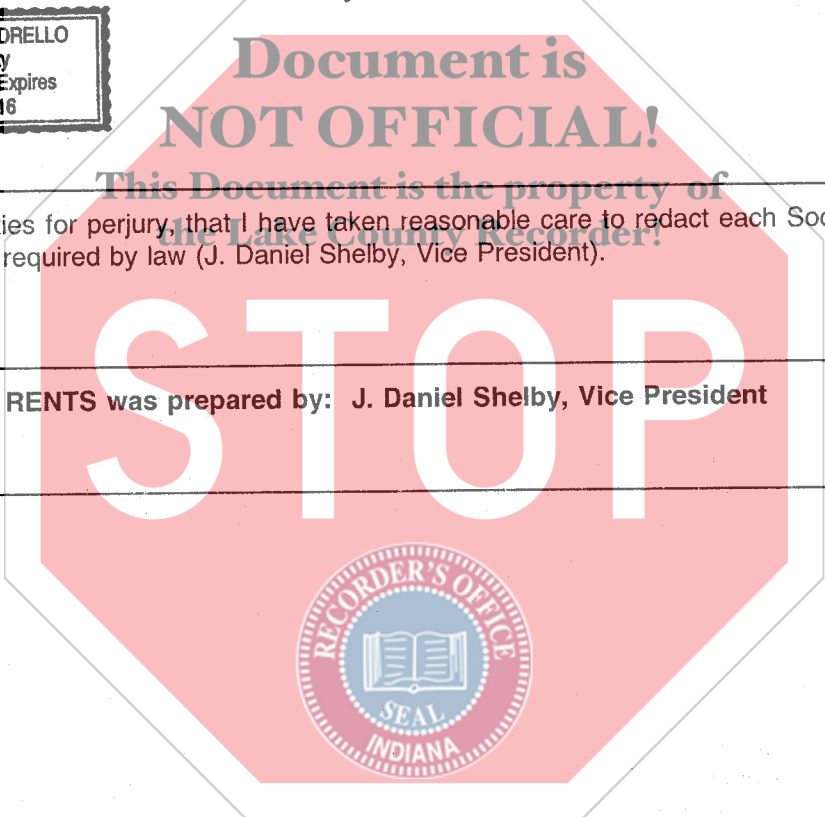 DRELLO
y
Expires
16
Document is
NOT OFFICIAL!
This Document is the property of
the Lake County Recorder!
ies for perjury, that I have taken reasonable care to redact each Soc
required by law (J. Daniel Shelby, Vice President).
STOP
RENTS was prepared by: J. Daniel Shelby, Vice President
RECORDER'S OFFICE
SEAL
INDIANA